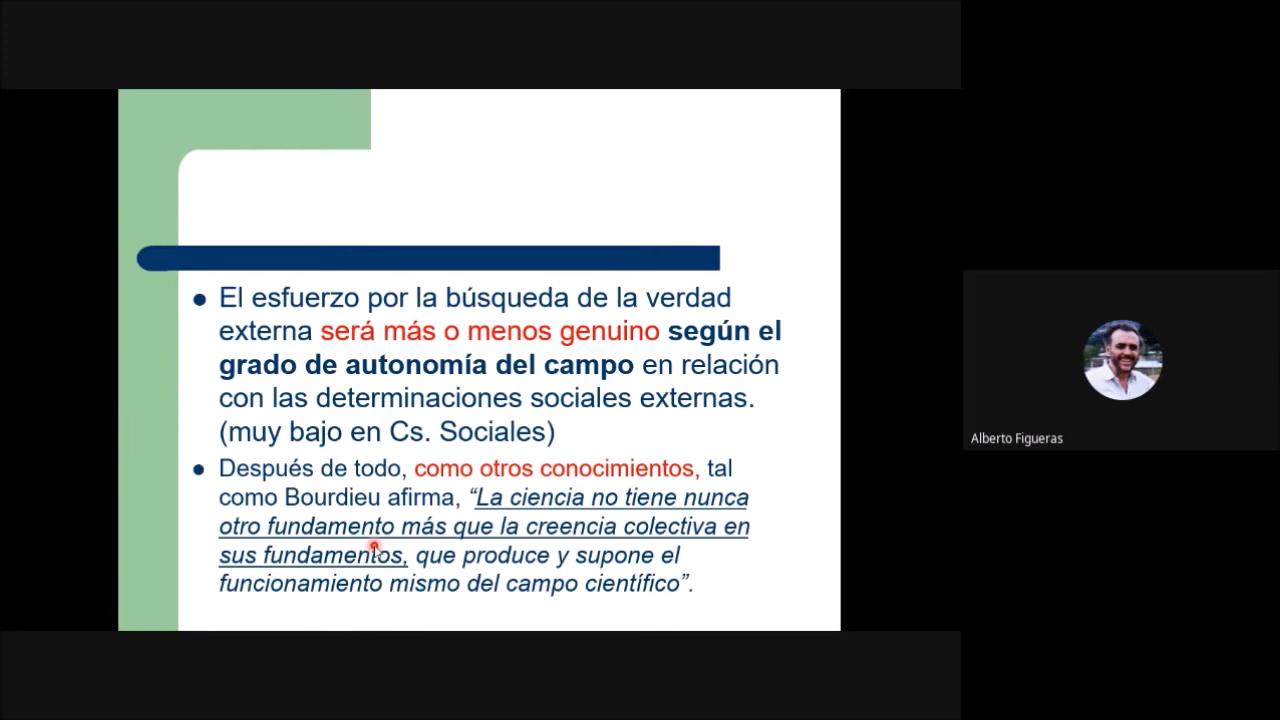 El esfuerzo por la búsqueda de la verdad
externa será más o menos genuino según el
grado de autonomía del campo en relación
con las determinaciones sociales externas.
(muy bajo en Cs. Sociales)
Después de todo, como otros conocimientos, tal
como Bourdieu afirma, “La ciencia no tiene nunca
otro fundamento más que la creencia colectiva en
sus fundamentos, que produce y supone el
funcionamiento mismo del campo científico”.
Alberto Figueras